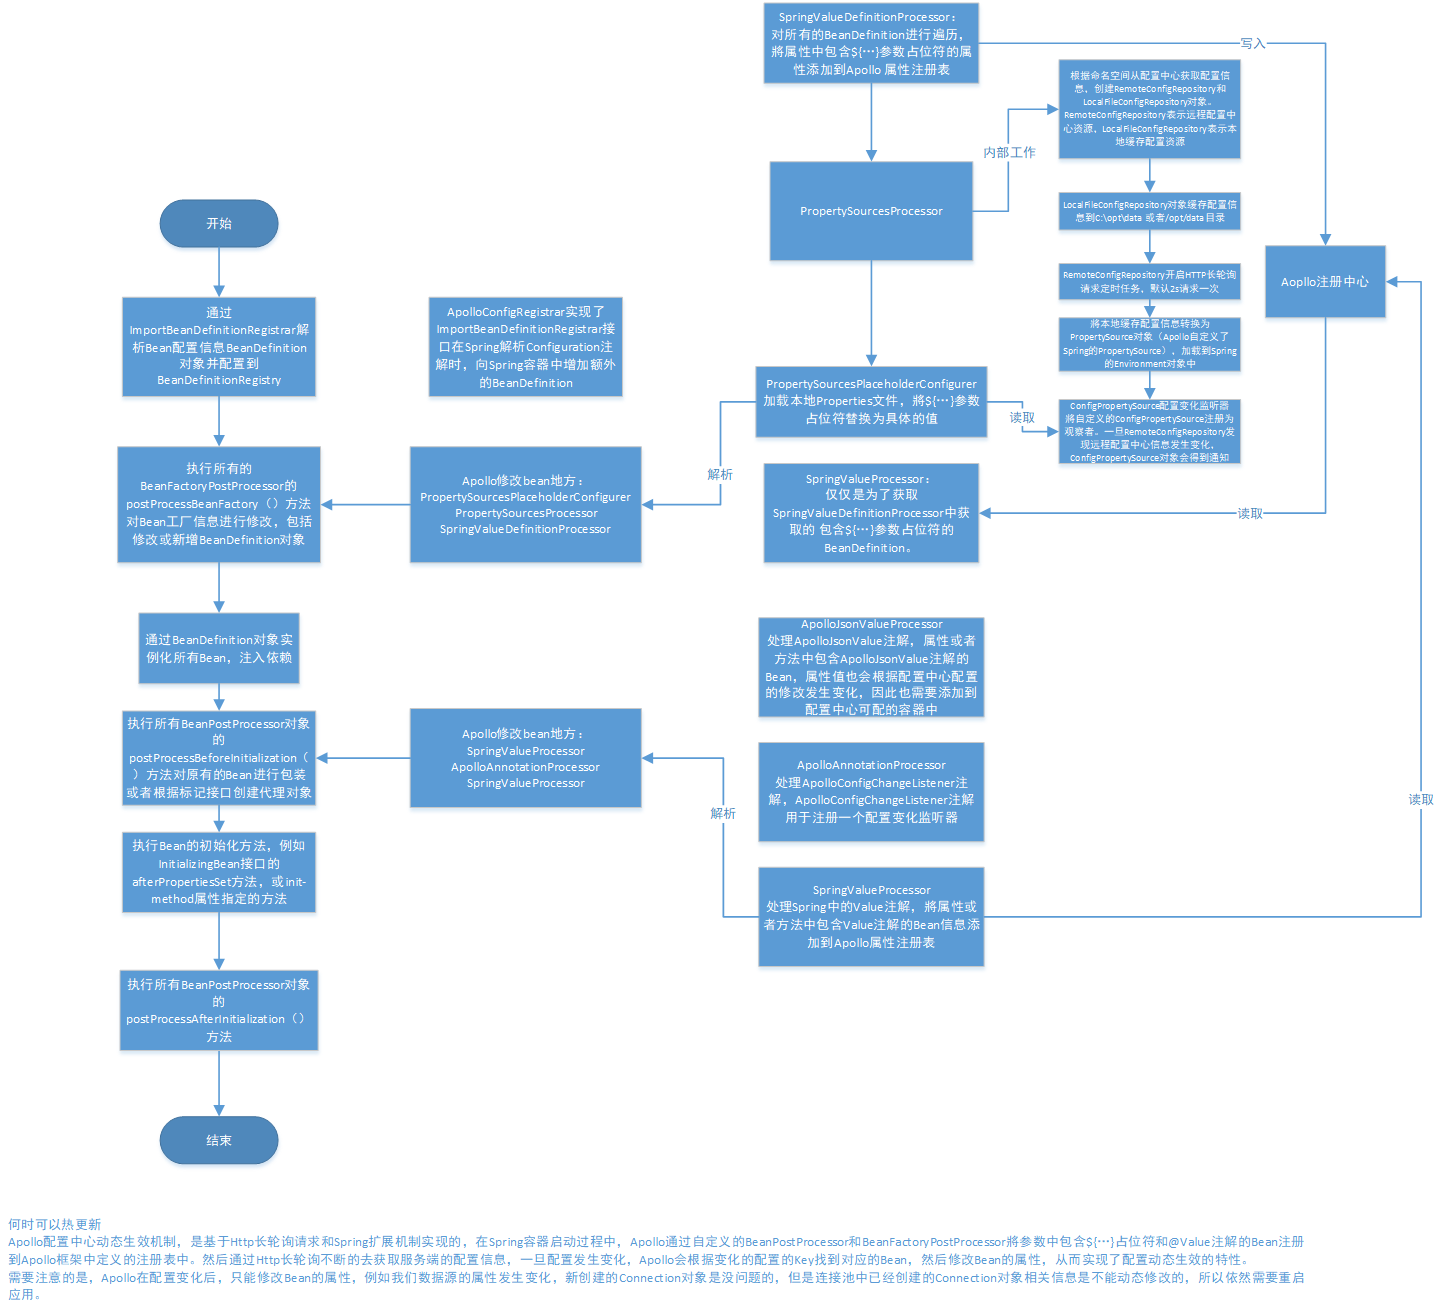 SpringValueDefinitionProcessor：
对所有的BeanDefinition进行遍历，
将属性中包含${…}参数占位符的属
性添加到Apollo 属性注册表
写入
根据命名空间从配置中心获取配置信
息，创建RemoteConfigRepository和
LocalFileConfigRepository对象。
RemoteConfigRepository表示远程配置中
心资源，LocalFileConfigRepository表示本
地缓存配置资源
内部工作
PropertySourcesProcessor
LocalFileConfigRepository对象缓存配置信
息到C:\opt\data 或者/opt/data目录
RemoteConfigRepository开启HTTP长轮询
请求定时任务，默认2s请求一次
將本地缓存配置信息转换为
PropertySource对象（Apollo自定义了
Spring的PropertySource），加载到Spring
的Environment对象中
ConfigPropertySource配置变化监听器
将自定义的ConfigPropertySource注册为
观察者。一旦RemoteConfigRepository发
现远程配置中心信息发生变化，
ConfigPropertySource对象会得到通知
Aopllo注册中心
开始
通过
ImportBeanDefinitionRegistrar解
析Bean配置信息BeanDefinition
对象并配置到
BeanDefinitionRegistry
ApolloConfigRegistrar实现了
ImportBeanDefinitionRegistrar接
口在Spring解析Configuration注
解时，向Spring容器中增加额外
的BeanDefinition
PropertySourcesPlaceholderConfigurer
加载本地Properties文件，將${…}参数
占位符替换为具体的值
读取
解析
执行所有的
BeanFactoryPostProcessor的
postProcessBeanFactory（）方法
对Bean工厂信息进行修改，包括
修改或新增BeanDefinition对象
Apollo修改bean地方：
PropertySourcesPlaceholderConfigurer
PropertySourcesProcessor
SpringValueDefinitionProcessor
SpringValueProcessor：
仅仅是为了获取
SpringValueDefinitionProcessor中获
取的 包含${…}参数占位符的
BeanDefinition。
读取
通过BeanDefinition对象实
例化所有Bean，注入依赖
ApolloJsonValueProcessor
处理ApolloJsonValue注解，属性或者
方法中包含ApolloJsonValue注解的
Bean，属性值也会根据配置中心配置
的修改发生变化，因此也需要添加到
配置中心可配的容器中
执行所有BeanPostProcessor对象
的
postProcessBeforeInitialization（
）方法对原有的Bean进行包装
或者根据标记接口创建代理对象
Apollo修改bean地方：
SpringValueProcessor
ApolloAnnotationProcessor
SpringValueProcessor
ApolloAnnotationProcessor
处理ApolloConfigChangeListener注
解，ApolloConfigChangeListener注解
用于注册一个配置变化监听器
解析
读取
执行Bean的初始化方法，例如
InitializingBean接口的
afterPropertiesSet方法，或init-
method属性指定的方法
SpringValueProcessor
处理Spring中的Value注解，將属性或
者方法中包含Value注解的Bean信息添
加到Apollo属性注册表
执行所有BeanPostProcessor对象
的
postProcessAfterInitialization（）
方法
结束
何时可以热更新
Apollo配置中心动态生效机制，是基于Http长轮询请求和Spring扩展机制实现的，在Spring容器启动过程中，Apollo通过自定义的BeanPostProcessor和BeanFactoryPostProcessor將参数中包含${…}占位符和@Value注解的Bean注册
到Apollo框架中定义的注册表中。然后通过Http长轮询不断的去获取服务端的配置信息，一旦配置发生变化，Apollo会根据变化的配置的Key找到对应的Bean，然后修改Bean的属性，从而实现了配置动态生效的特性。
需要注意的是，Apollo在配置变化后，只能修改Bean的属性，例如我们数据源的属性发生变化，新创建的Connection对象是没问题的，但是连接池中已经创建的Connection对象相关信息是不能动态修改的，所以依然需要重启
应用。